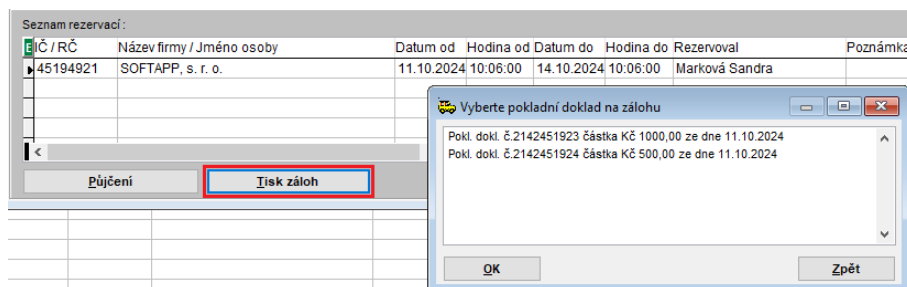 Seznam rezervací :
E IČ / RČ Název firmy / Jméno osoby Datum od Hodina od Datum do Hodina do Rezervoval Poznámka
45194921 SOFTAPP, s. r. o. 11.10.2024 10:06:00 14.10.2024 10:06:00 Marková Sandra
Vyberte pokladní doklad na zálohu
Pokl. dokl. č.2142451923 částka Kč 1000,00 ze dne 11.10.2024
Pokl. dokl. č.2142451924 částka Kč 500,00 ze dne 11.10.2024
Půjčení Tisk záloh
OK Zpět